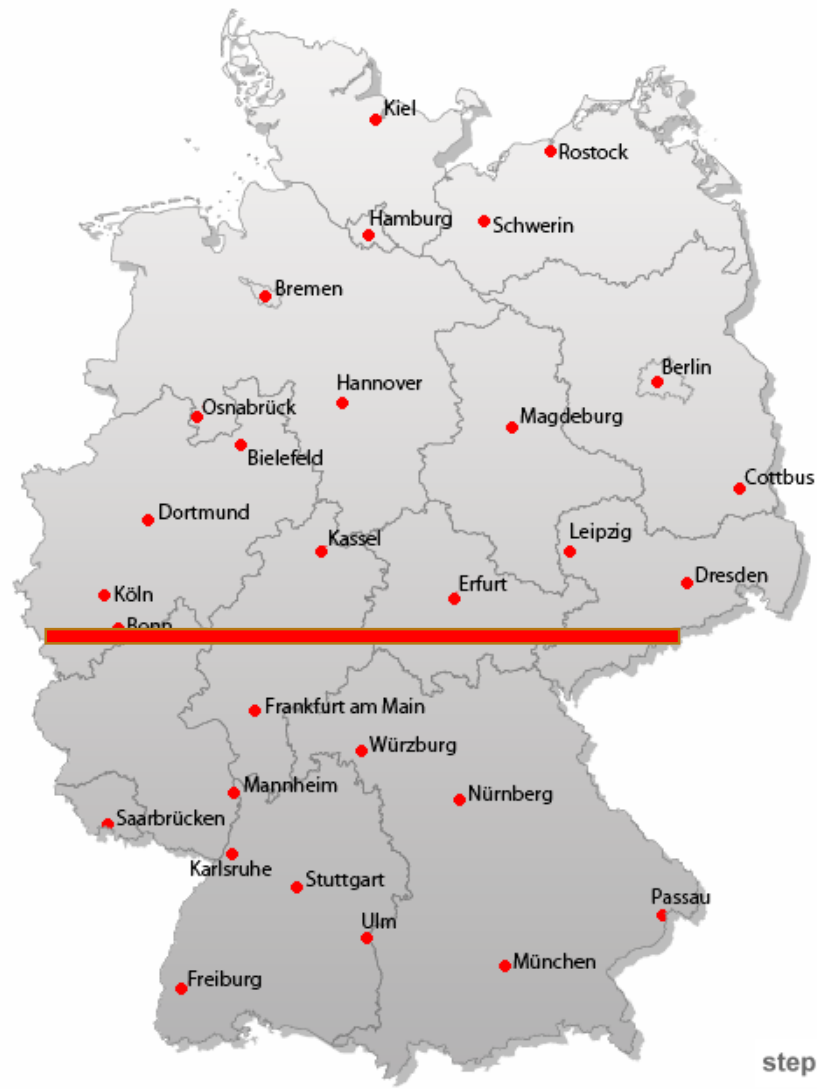 Kiel
Rostock
Hamburg
Schwerin
Bremen
Berlin
Hannover
Osnabrück
Magdeburg
Bielefeld
Cottbus
Dortmund
Leipzig
Kassel
Dresden
Erfurt
Köln
Bonn
Frankfurt am Main
Würzburg
Mannheim
Nürnberg
Saarbrücken
Karlsruhe
Stuttgart
Passau
Ulm
München
Freiburg
step